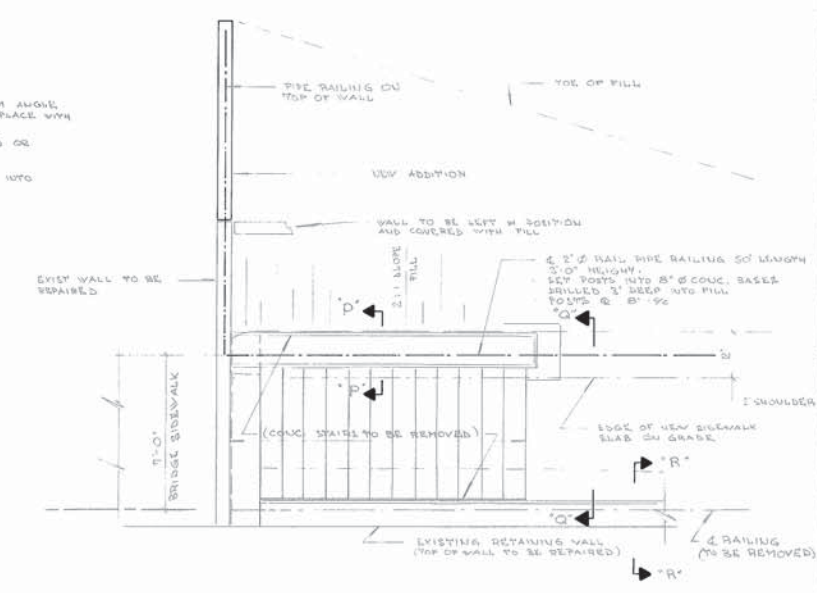 M ANGLE
PLACE WITH
S OR
INTO
PIPE RAILING ON
TOP OF WALL
TOE OF FILL
NEW ADDITION
WALL TO BE LEFT IN POSITION
AND COVERED WITH FILL
2:1 SLOPE
FILL
EXIST WALL TO BE
REPAIRED
℄ 2" Ø RAIL PIPE RAILING 50' LENGTH
3'-0" HEIGHT.
SET POSTS INTO 8" Ø CONC. BASES
DRILLED 3' DEEP INTO FILL
POSTS @ 8' %
"P"
"Q"
2'
2' SHOULDER
"P"
EDGE OF NEW SIDEWALK
SLAB ON GRADE
(CONC. STAIRS TO BE REMOVED)
7'-0"
BRIDGE SIDEWALK
"R"
"Q"
EXISTING RETAINING WALL
(TOP OF WALL TO BE REPAIRED)
℄ RAILING
(TO BE REMOVED)
"R"